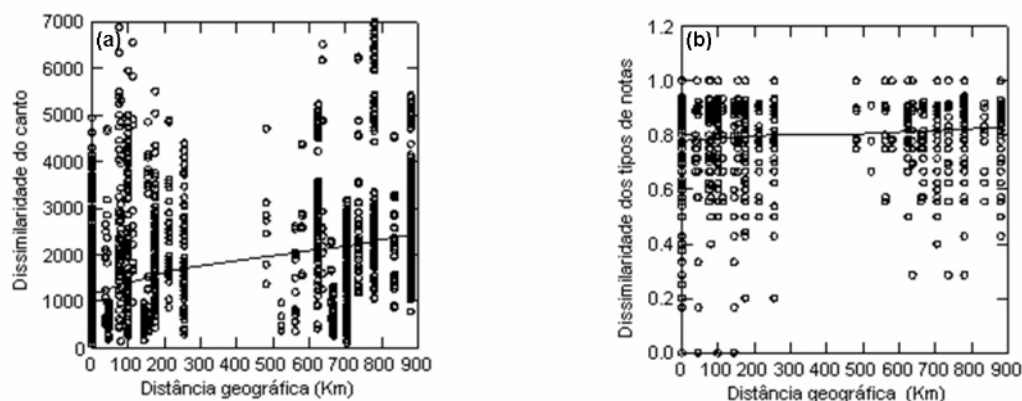 (a)
7000
6000
5000
4000
3000
2000
1000
0
Dissimilaridade do canto
0 100 200 300 400 500 600 700 800 900
Distância geográfica (Km)
(b)
1.2
1.0
0.8
0.6
0.4
0.2
0.0
Dissimilaridade dos tipos de notas
0 100 200 300 400 500 600 700 800 900
Distância geográfica (Km)